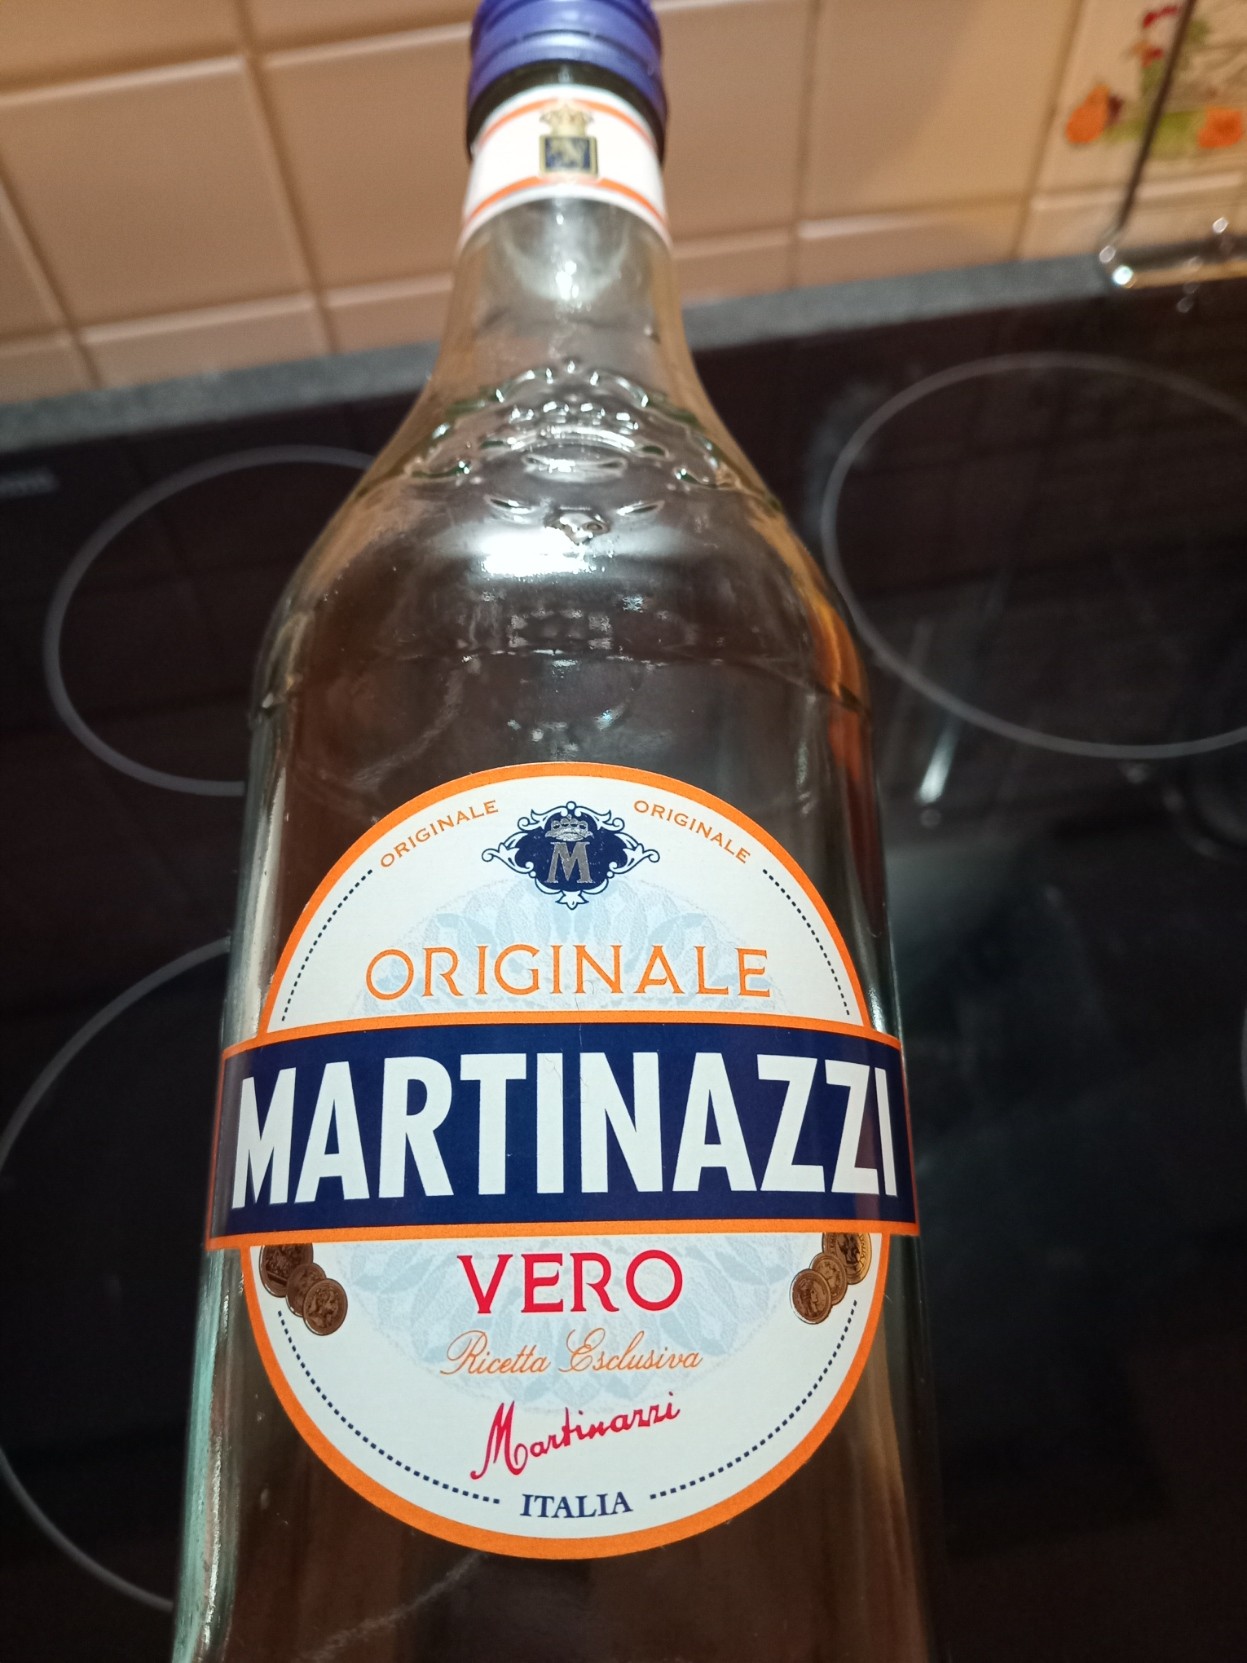 ORIGINALE ORIGINALE
M
ORIGINALE
MARTINAZZI
VERO
Ricetta Esclusiva
Martinazzi
ITALIA